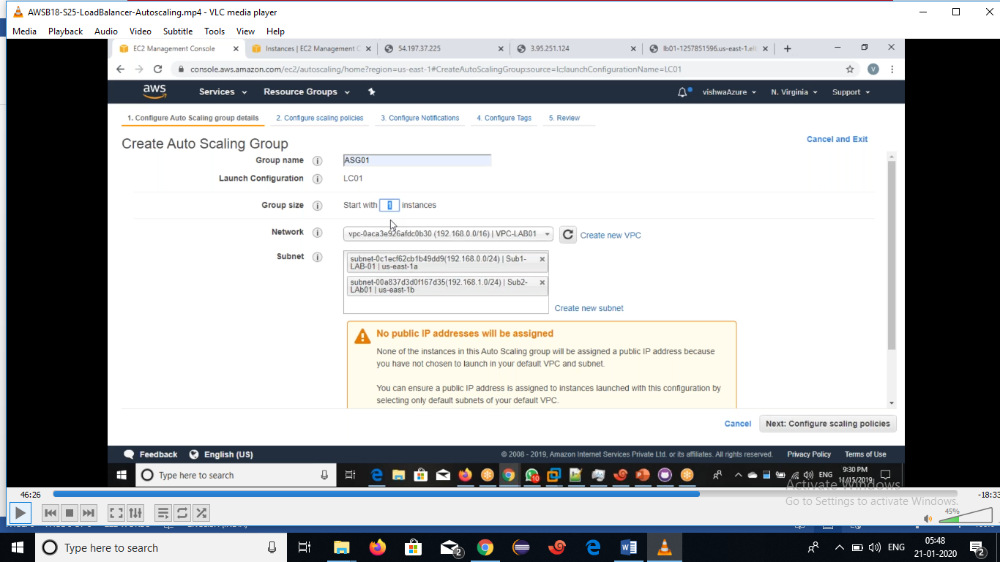 AWSB18-S25-LoadBalancer-Autoscaling.mp4 - VLC media player
Media Playback Audio Video Subtitle Tools View Help
EC2 Management Console
Instances | EC2 Management C
54.197.37.225
3.95.251.124
lb01-1257851596.us-east-1.el
console.aws.amazon.com/ec2/autoscaling/home?region=us-east-1#CreateAutoScalingGroup:source=lc;launchConfigurationName=LC01
V
aws Services Resource Groups vishwaAzure N. Virginia Support
1. Configure Auto Scaling group details 2. Configure scaling policies 3. Configure Notifications 4. Configure Tags 5. Review
Create Auto Scaling Group
Cancel and Exit
Group name ASG01
Launch Configuration LC01
Group size Start with 1 instances
Network vpc-0aca3e926afdc0b30 (192.168.0.0/16) | VPC-LAB01 Create new VPC
Subnet subnet-0c1ecf62cb1b49dd9(192.168.0.0/24) | Sub1-
LAB-01 | us-east-1a
subnet-00a837d3d0f167d35(192.168.1.0/24) | Sub2-
LAb01 | us-east-1b
Create new subnet
No public IP addresses will be assigned
None of the instances in this Auto Scaling group will be assigned a public IP address because
you have not chosen to launch in your default VPC and subnet.
You can ensure a public IP address is assigned to instances launched with this configuration by
selecting only default subnets of your default VPC.
Cancel Next: Configure scaling policies
Feedback English (US) © 2008 - 2019, Amazon Internet Services Private Ltd. or its affiliates. All rights reserved. Privacy Policy Terms of Use
Type here to search
10
ENG
9:30 PM
11/15/2019
Activate Windows
Go to Settings to activate Windows.
46:26
-18:33
45%
Type here to search
2
ENG
05:48
21-01-2020
2